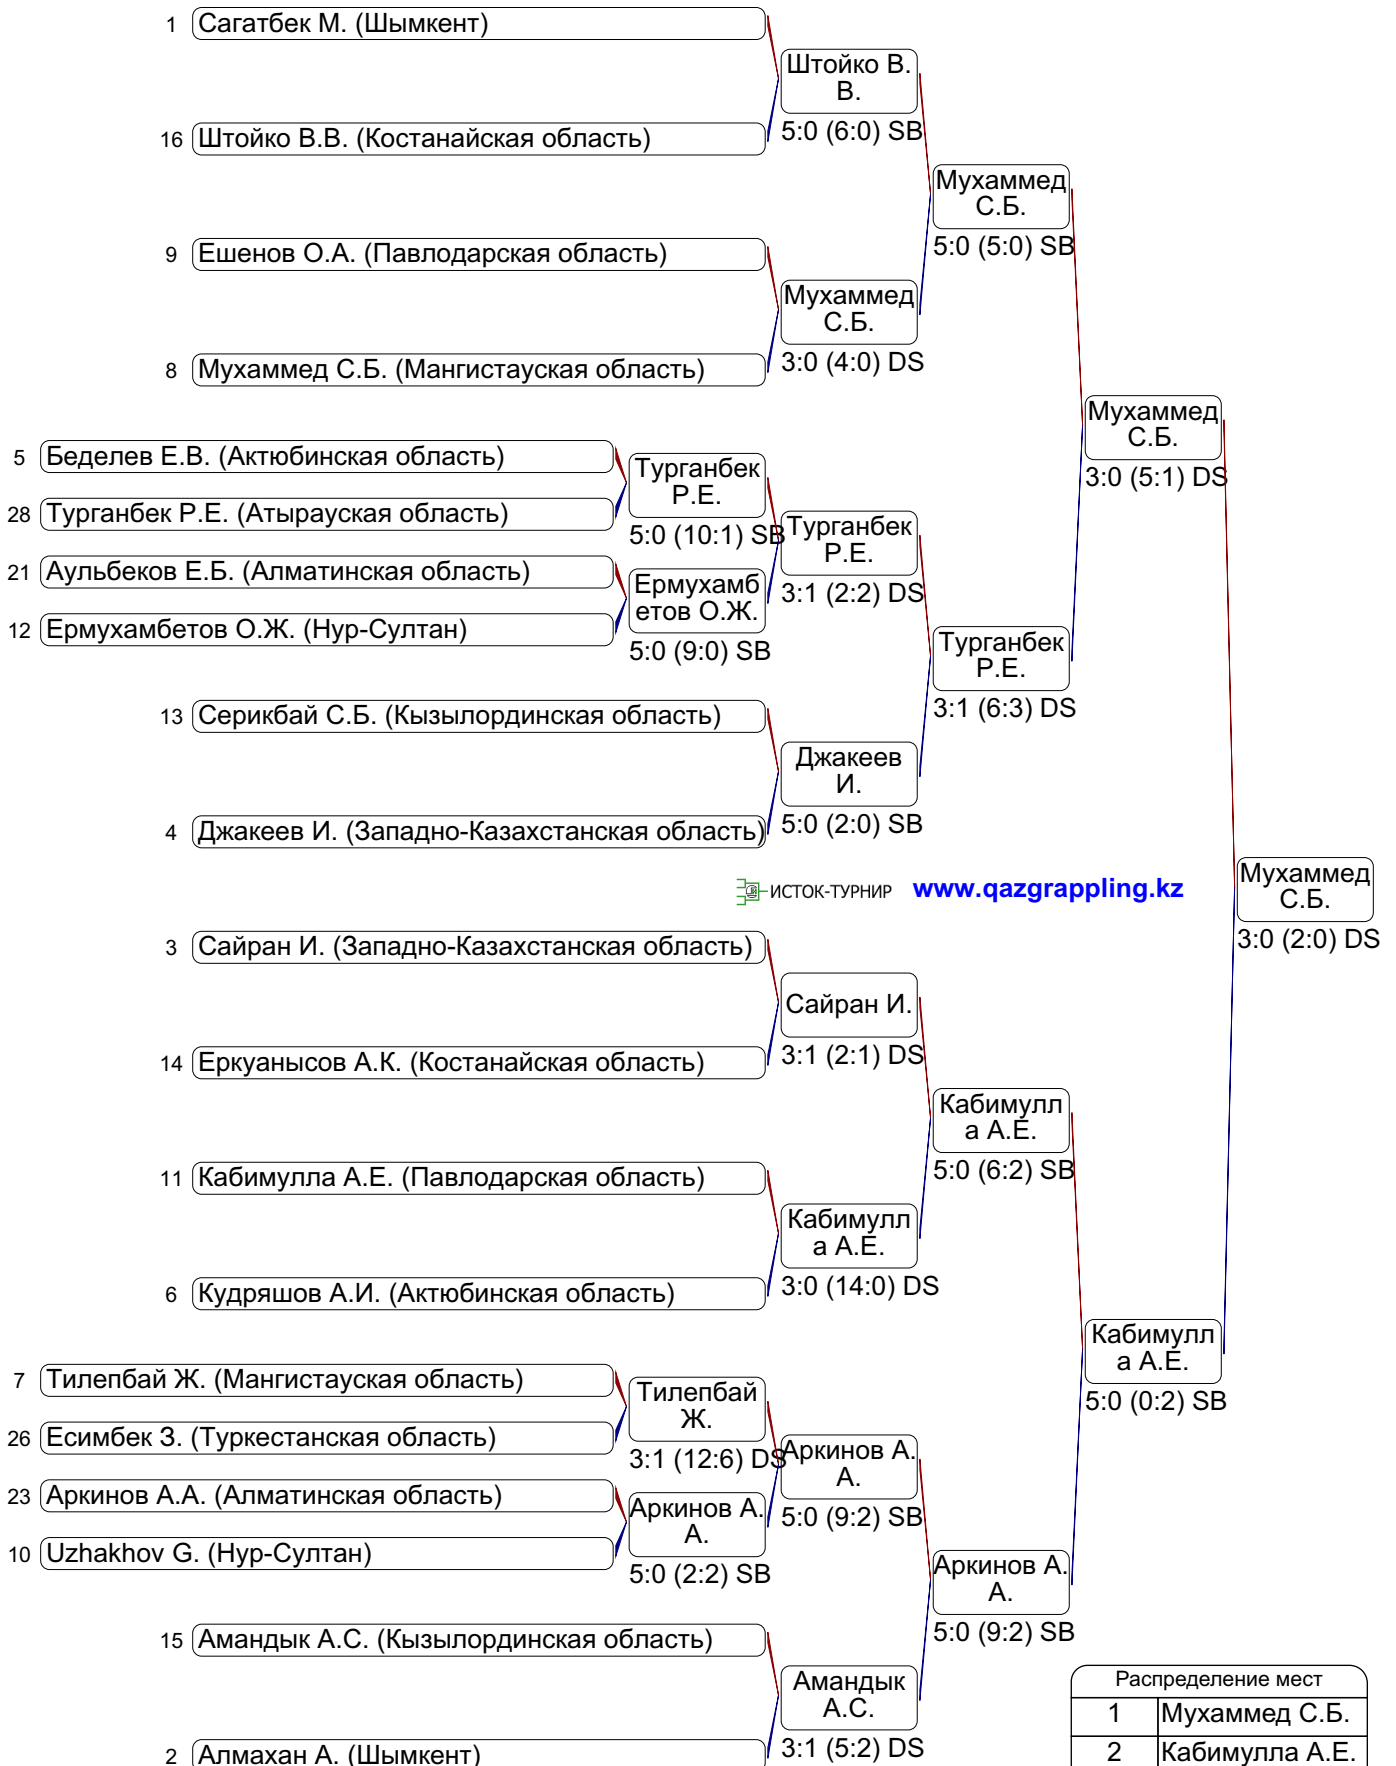 1 Сагатбек М. (Шымкент)
Штойко В.
В.
5:0 (6:0) SB
16 Штойко В.В. (Костанайская область)
Мухаммед
С.Б.
5:0 (5:0) SB
9 Ешенов О.А. (Павлодарская область)
Мухаммед
С.Б.
3:0 (4:0) DS
8 Мухаммед С.Б. (Мангистауская область)
Мухаммед
С.Б.
3:0 (5:1) DS
5 Беделев Е.В. (Актюбинская область)
Турганбек
Р.Е.
5:0 (10:1) SB
28 Турганбек Р.Е. (Атырауская область)
Турганбек
Р.Е.
3:1 (2:2) DS
21 Аульбеков Е.Б. (Алматинская область)
Ермухамб
етов О.Ж.
5:0 (9:0) SB
12 Ермухамбетов О.Ж. (Нур-Султан)
Турганбек
Р.Е.
3:1 (6:3) DS
13 Серикбай С.Б. (Кызылординская область)
Джакеев
И.
5:0 (2:0) SB
4 Джакеев И. (Западно-Казахстанская область)
ИСТОК-ТУРНИР www.qazgrappling.kz
Мухаммед
С.Б.
3:0 (2:0) DS
3 Сайран И. (Западно-Казахстанская область)
Сайран И.
3:1 (2:1) DS
14 Еркуанысов А.К. (Костанайская область)
Кабимулл
а А.Е.
5:0 (6:2) SB
11 Кабимулла А.Е. (Павлодарская область)
Кабимулл
а А.Е.
3:0 (14:0) DS
6 Кудряшов А.И. (Актюбинская область)
Кабимулл
а А.Е.
5:0 (0:2) SB
7 Тилепбай Ж. (Мангистауская область)
Тилепбай
Ж.
3:1 (12:6) DS
26 Есимбек З. (Туркестанская область)
Аркинов А.
А.
5:0 (9:2) SB
23 Аркинов А.А. (Алматинская область)
Аркинов А.
А.
5:0 (2:2) SB
10 Uzhakhov G. (Нур-Султан)
Аркинов А.
А.
5:0 (9:2) SB
15 Амандык А.С. (Кызылординская область)
Амандык
А.С.
3:1 (5:2) DS
2 Алмахан А. (Шымкент)
Распределение мест
1 Мухаммед С.Б.
2 Кабимулла А.Е.